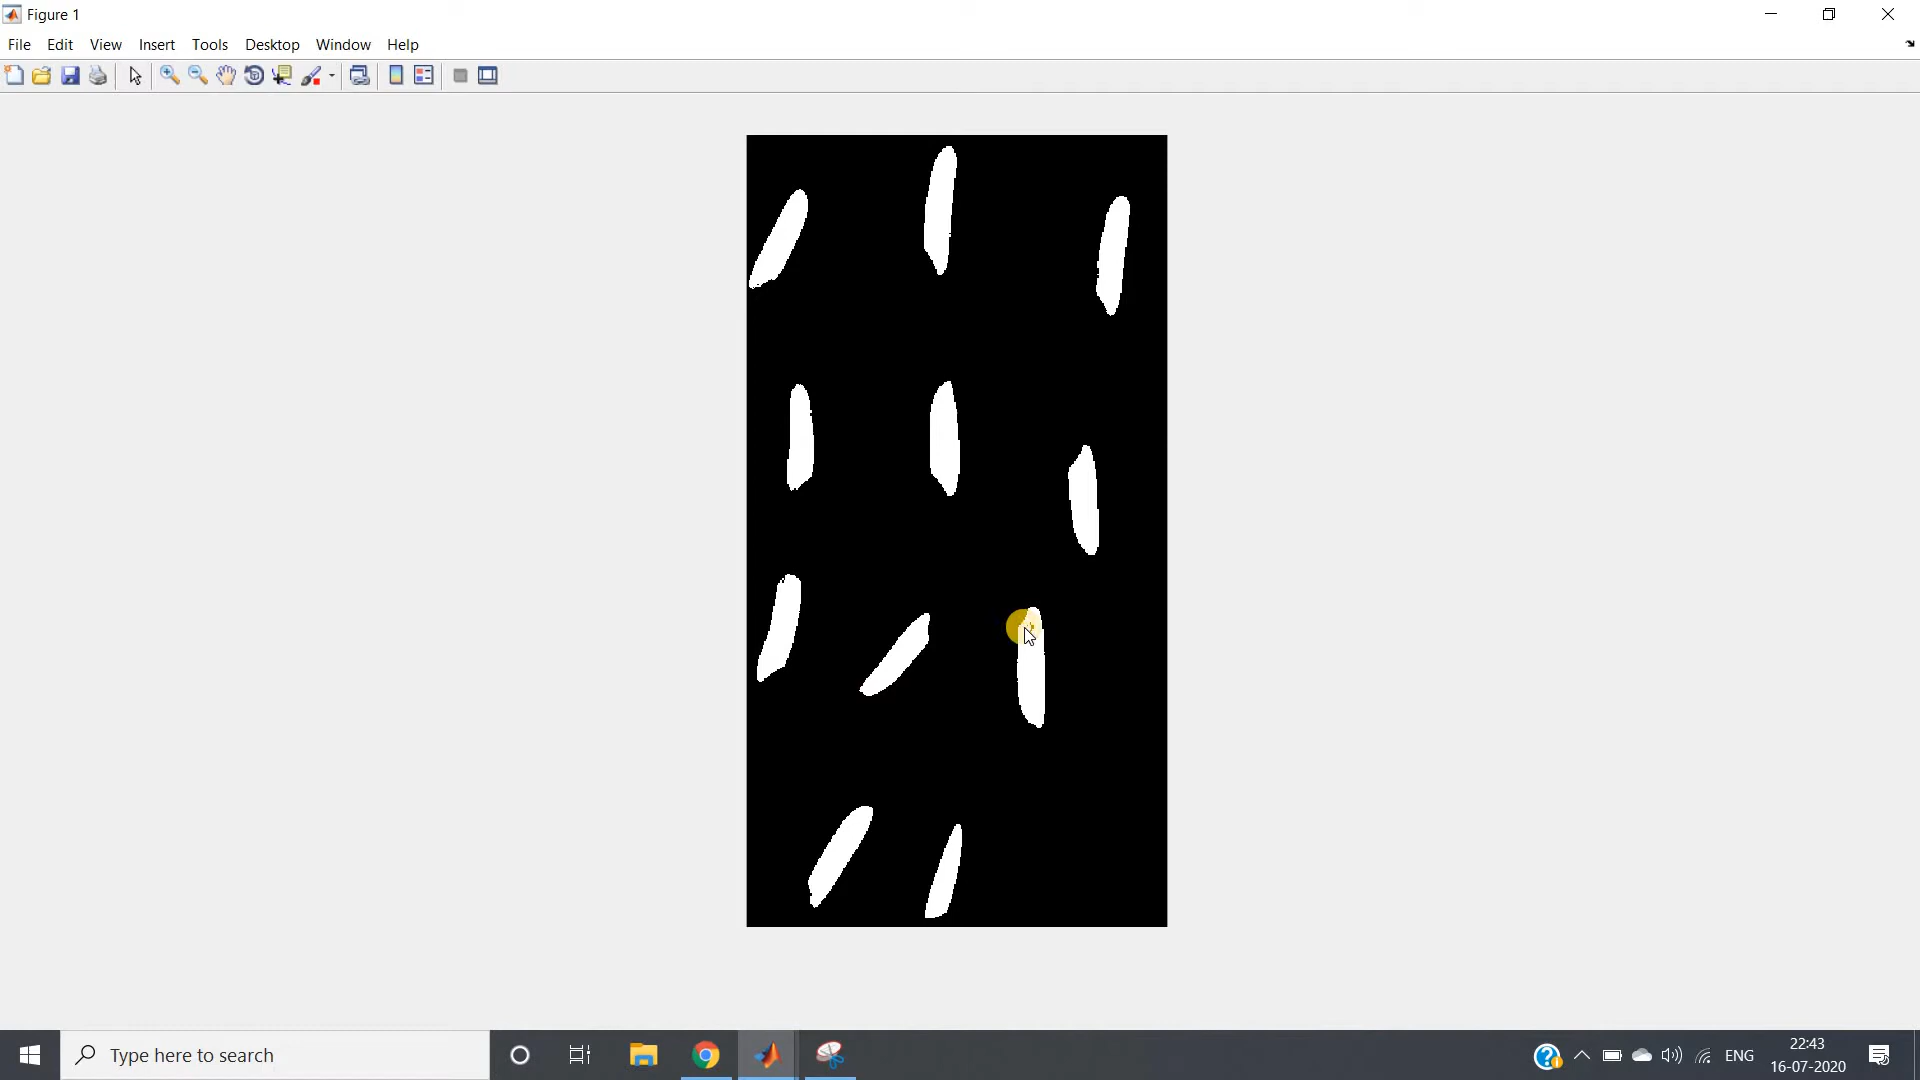 Figure 1
File Edit View Insert Tools Desktop Window Help
Type here to search
ENG
22:43
16-07-2020